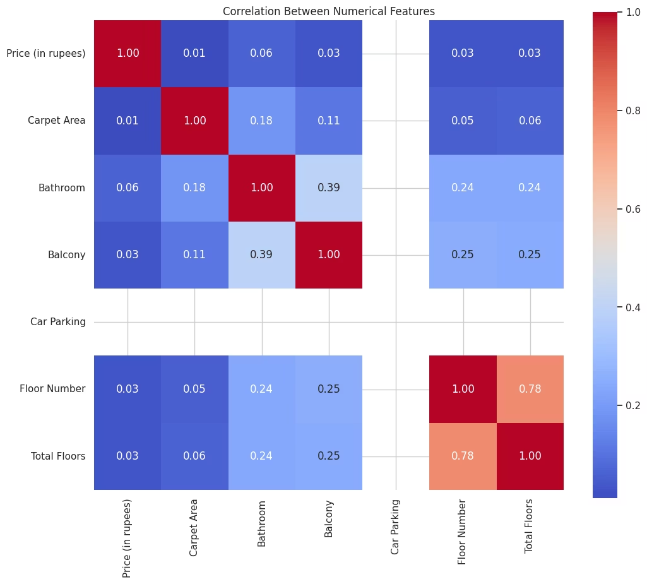 Correlation Between Numerical Features
Price (in rupees) 1.00 0.01 0.06 0.03 0.03 0.03
Carpet Area 0.01 1.00 0.18 0.11 0.05 0.06
Bathroom 0.06 0.18 1.00 0.39 0.24 0.24
Balcony 0.03 0.11 0.39 1.00 0.25 0.25
Car Parking
Floor Number 0.03 0.05 0.24 0.25 1.00 0.78
Total Floors 0.03 0.06 0.24 0.25 0.78 1.00
Price (in rupees)
Carpet Area
Bathroom
Balcony
Car Parking
Floor Number
Total Floors
1.0
0.8
0.6
0.4
0.2